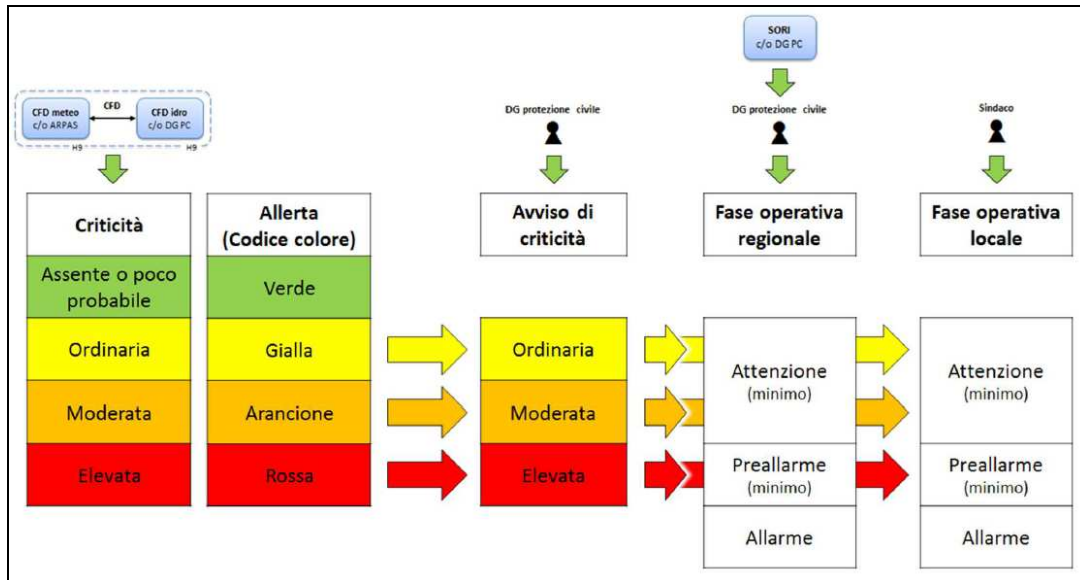 SORI
c/o DG PC
CFD meteo
c/o ARPAS
CFD
CFD idro
c/o DG PC
H9
H9
DG protezione civile
DG protezione civile
Sindaco
Criticità
Allerta
(Codice colore)
Avviso di
criticità
Fase operativa
regionale
Fase operativa
locale
Assente o poco
probabile
Verde
Ordinaria
Gialla
Ordinaria
Attenzione
(minimo)
Attenzione
(minimo)
Moderata
Arancione
Moderata
Elevata
Rossa
Elevata
Preallarme
(minimo)
Preallarme
(minimo)
Allarme
Allarme